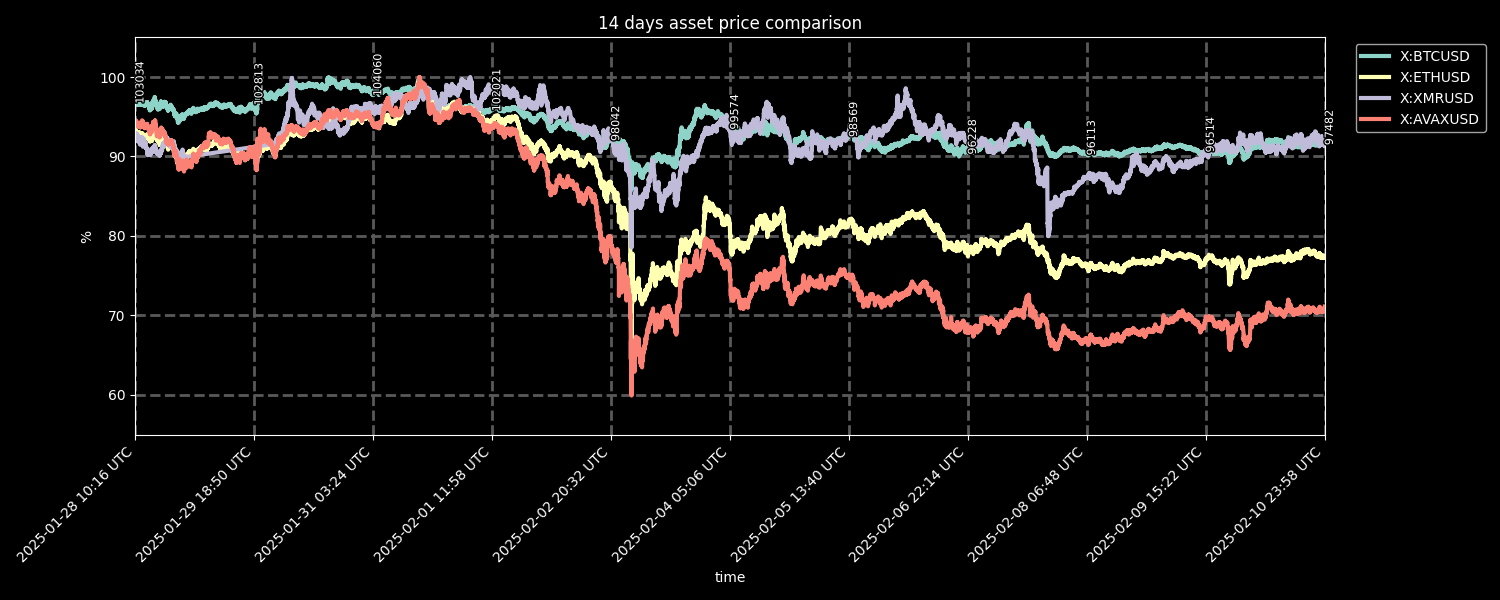 14 days asset price comparison
X:BTCUSD
X:ETHUSD
X:XMRUSD
X:AVAXUSD
%
100
90
80
70
60
103034
102813
104060
102021
98042
99574
98569
96228
96113
96514
97482
2025-01-28 10:16 UTC
2025-01-29 18:50 UTC
2025-01-31 03:24 UTC
2025-02-01 11:58 UTC
2025-02-02 20:32 UTC
2025-02-04 05:06 UTC
2025-02-05 13:40 UTC
2025-02-06 22:14 UTC
2025-02-08 06:48 UTC
2025-02-09 15:22 UTC
2025-02-10 23:58 UTC
time